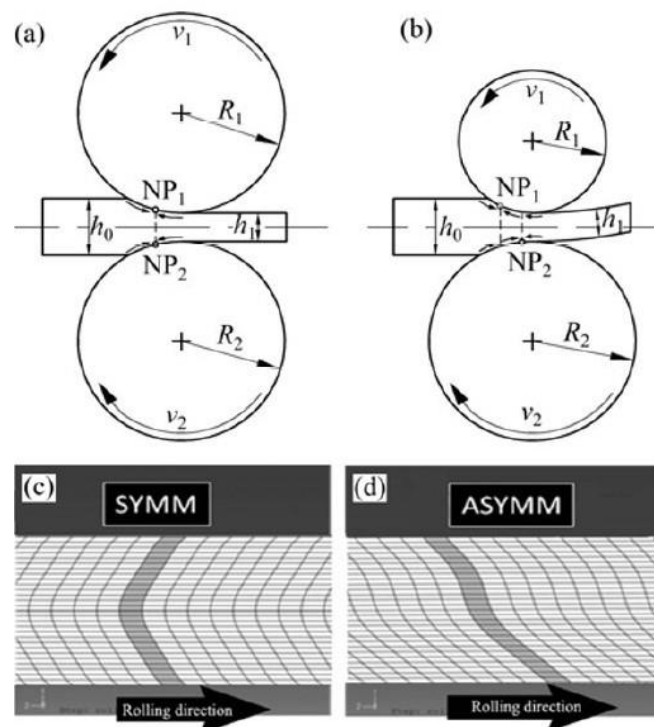 (a)
v1
R1
NP1
h0
h1
NP2
R2
v2
(b)
v1
R1
NP1
h0
h1
NP2
R2
v2
(c)
SYMM
Rolling direction
(d)
ASYMM
Rolling direction